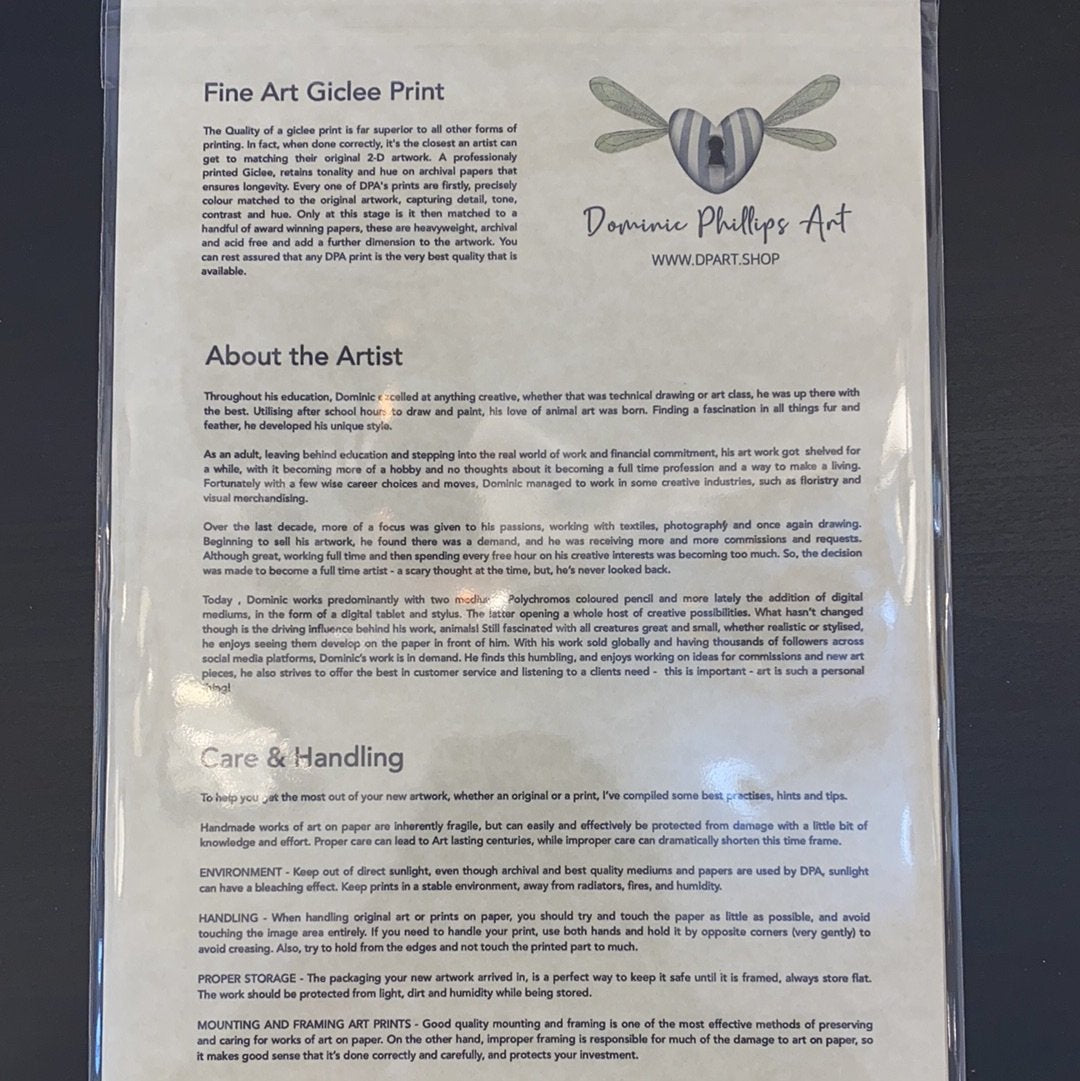 Fine Art Giclee Print
The Quality of a giclee print is far superior to all other forms of
printing. In fact, when done correctly, it's the closest an artist can
get to matching their original 2-D artwork. A professionaly
printed Giclee, retains tonality and hue on archival papers that
ensures longevity. Every one of DPA's prints are firstly, precisely
colour matched to the original artwork, capturing detail, tone,
contrast and hue. Only at this stage is it then matched to a
handful of award winning papers, these are heavyweight, archival
and acid free and add a further dimension to the artwork. You
can rest assured that any DPA print is the very best quality that is
available.
Dominic Phillips Art
WWW.DPART.SHOP
About the Artist
Throughout his education, Dominic excelled at anything creative, whether that was technical drawing or art class, he was up there with
the best. Utilising after school hours to draw and paint, his love of animal art was born. Finding a fascination in all things fur and
feather, he developed his unique style.
As an adult, leaving behind education and stepping into the real world of work and financial commitment, his art work got shelved for
a while, with it becoming more of a hobby and no thoughts about it becoming a full time profession and a way to make a living.
Fortunately with a few wise career choices and moves, Dominic managed to work in some creative industries, such as floristry and
visual merchandising.
Over the last decade, more of a focus was given to his passions, working with textiles, photography and once again drawing.
Beginning to sell his artwork, he found there was a demand, and he was receiving more and more commissions and requests.
Although great, working full time and then spending every free hour on his creative interests was becoming too much. So, the decision
was made to become a full time artist - a scary thought at the time, but, he's never looked back.
Today , Dominic works predominantly with two Polychromos coloured pencil and more lately the addition of digital
mediums, in the form of a digital tablet and stylus. The latter opening a whole host of creative possibilities. What hasn't changed
though is the driving influence behind his work, animals! Still fascinated with all creatures great and small, whether realistic or stylised,
he enjoys seeing them develop on the paper in front of him. With his work sold globally and having thousands of followers across
social media platforms, Dominic's work is in demand. He finds this humbling, and enjoys working on ideas for commissions and new art
pieces, he also strives to offer the best in customer service and listening to a clients need - this is important - art is such a personal
thing!
Care & Handling
To help you get the most out of your new artwork, whether an original or a print, I've compiled some best practises, hints and tips.
Handmade works of art on paper are inherently fragile, but can easily and effectively be protected from damage with a little bit of
knowledge and effort. Proper care can lead to Art lasting centuries, while improper care can dramatically shorten this time frame.
ENVIRONMENT - Keep out of direct sunlight, even though archival and best quality mediums and papers are used by DPA, sunlight
can have a bleaching effect. Keep prints in a stable environment, away from radiators, fires, and humidity.
HANDLING - When handling original art or prints on paper, you should try and touch the paper as little as possible, and avoid
touching the image area entirely. If you need to handle your print, use both hands and hold it by opposite corners (very gently) to
avoid creasing. Also, try to hold from the edges and not touch the printed part to much.
PROPER STORAGE - The packaging your new artwork arrived in, is a perfect way to keep it safe until it is framed, always store flat.
The work should be protected from light, dirt and humidity while being stored.
MOUNTING AND FRAMING ART PRINTS - Good quality mounting and framing is one of the most effective methods of preserving
and caring for works of art on paper. On the other hand, improper framing is responsible for much of the damage to art on paper, so
it makes good sense that it's done correctly and carefully, and protects your investment.